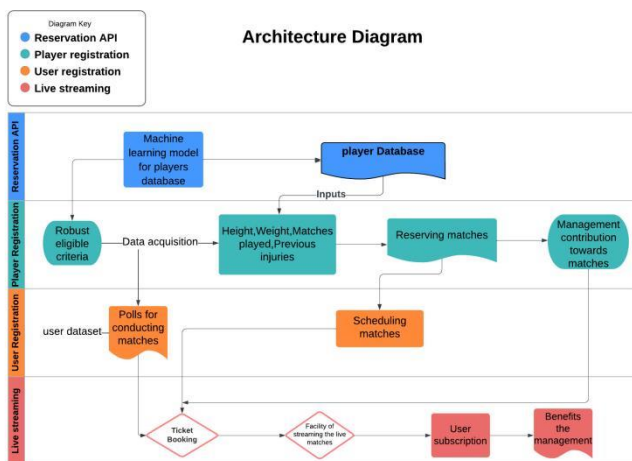 Diagram Key
Reservation API
Player registration
User registration
Live streaming
Architecture Diagram
Reservation API
Machine
learning model
for players
database
player Database
Inputs
Player Registration
Robust
eligible
criteria
Data acquisition
Height,Weight,Matches
played,Previous
injuries
Reserving matches
Management
contribution
towards
matches
User Registration
user dataset
Polls for
conducting
matches
Scheduling
matches
Live streaming
Ticket
Booking
Facility of
streaming the live
matches
User
subscription
Benefits
the
management